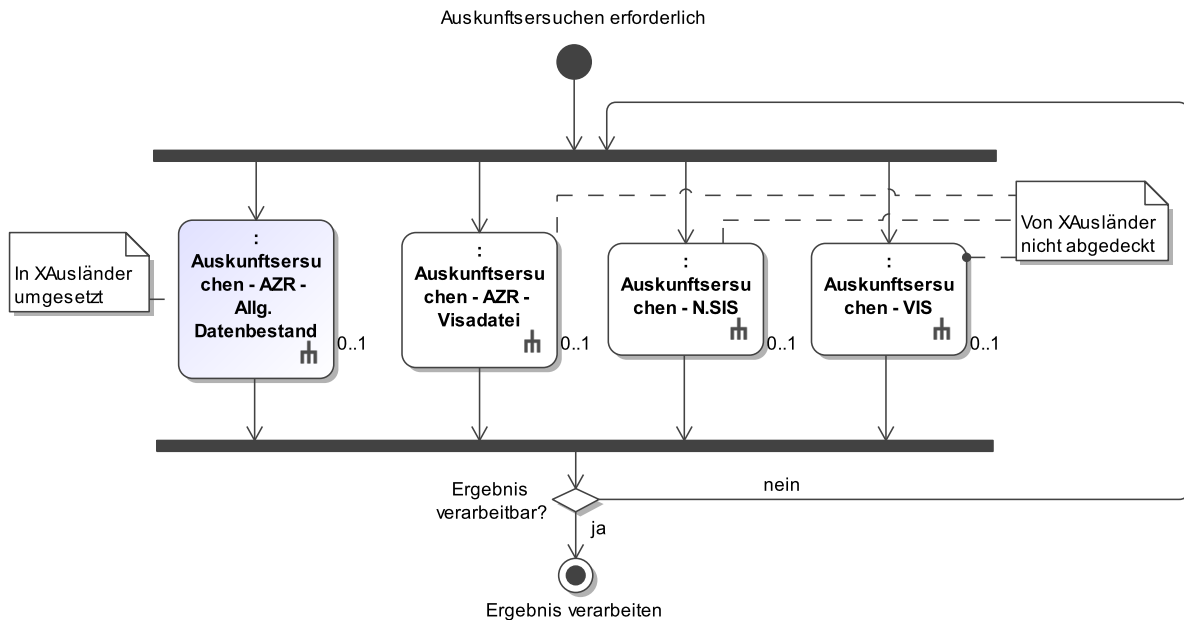 Auskunftsersuchen erforderlich
In XAusländer
umgesetzt
:
Auskunftsersu
chen - AZR -
Allg.
Datenbestand
0..1
:
Auskunftsersu
chen - AZR -
Visadatei
0..1
:
Auskunftsersu
chen - N.SIS
0..1
:
Auskunftsersu
chen - VIS
0..1
Von XAusländer
nicht abgedeckt
Ergebnis
verarbeitbar?
nein
ja
Ergebnis verarbeiten